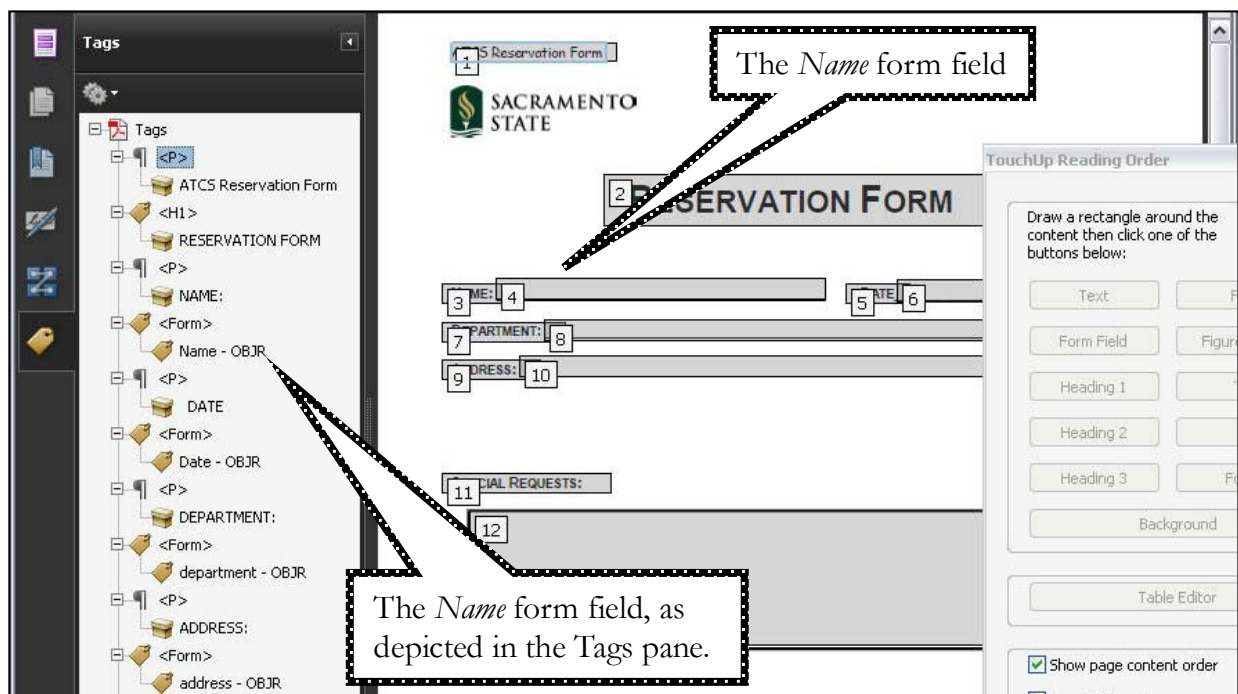 Tags
Tags
<P>
ATCS Reservation Form
<H1>
RESERVATION FORM
<P>
NAME:
<Form>
Name - OBJR
<P>
DATE
<Form>
Date - OBJR
<P>
DEPARTMENT:
<Form>
department - OBJR
<P>
ADDRESS:
<Form>
address - OBJR
The Name form field, as
depicted in the Tags pane.
Reservation Form
1
SACRAMENTO
STATE
The Name form field
2
FORM
3
4
5
6
7
8
9
10
11
REQUESTS:
12
TouchUp Reading Order
Draw a rectangle around the
content then click one of the
buttons below:
Text
Form Field
Heading 1
Heading 2
Heading 3
Background
Table Editor
Show page content order